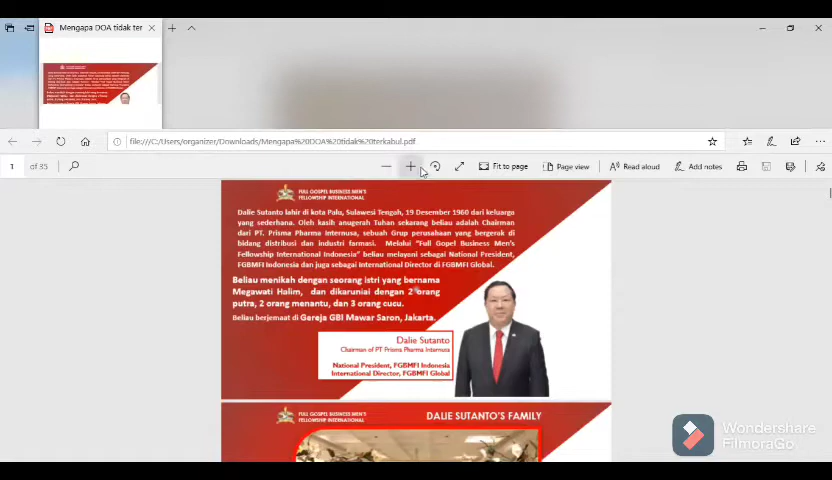 Mengapa DOA tidak ter
file:///C:/Users/organizer/Downloads/Mengapa%20DOA%20tidak%20terkabul.pdf
1 of 35
Fit to page
Page view
Read aloud
Add notes
FULL GOSPEL BUSINESS MEN'S
FELLOWSHIP INTERNATIONAL
Dalie Sutanto lahir di kota Palu, Sulawesi Tengah, 19 Desember 1960 dari keluarga
yang sederhana. Oleh kasih anugerah Tuhan sekarang beliau adalah Chairman
dari PT. Prisma Pharma Internusa, sebuah Grup perusahaan yang bergerak di
bidang distribusi dan industri farmasi. Melalui "Full Gopel Business Men's
Fellowship International" beliau melayani sebagai National President,
FGBMFI Indonesia dan juga sebagai International Director di FGBMFI Global.
Beliau menikah dengan seorang istri yang bernama
Megawati Halim, dan dikaruniai dengan 2 orang
putra, 2 orang menantu, dan 3 orang cucu.
Beliau berjemaat di Gereja GBI Mawar Saron, Jakarta.
Dalie Sutanto
Chairman of PT Prisma Pharma Internusa
National President, FGBMFI Indonesia
International Director, FGBMFI Global
FULL GOSPEL BUSINESS MEN'S
FELLOWSHIP INTERNATIONAL
DALIE SUTANTO'S FAMILY
Wondershare
FilmoraGo